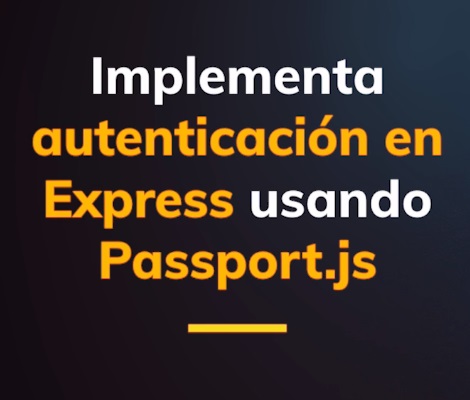 Implementa
autenticación en
Express usando
Passport.js